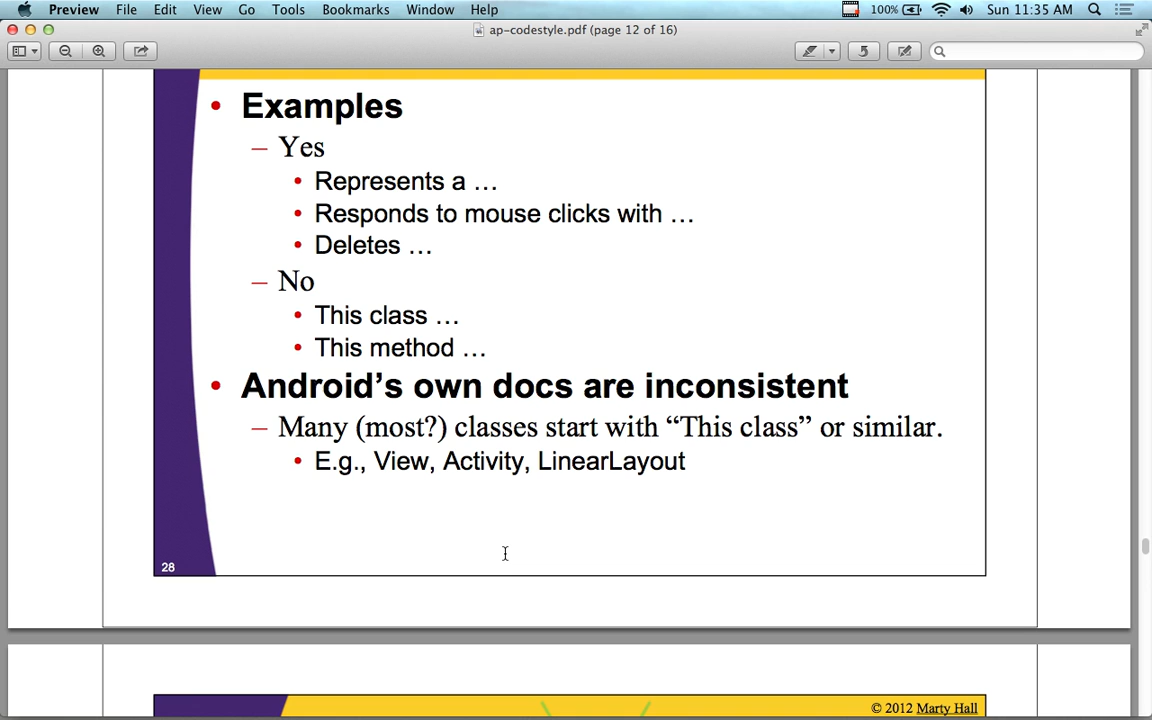 Preview File Edit View Go Tools Bookmarks Window Help 100% Sun 11:35 AM
ap-codestyle.pdf (page 12 of 16)
• Examples
– Yes
• Represents a …
• Responds to mouse clicks with …
• Deletes …
– No
• This class …
• This method …
• Android’s own docs are inconsistent
– Many (most?) classes start with “This class” or similar.
• E.g., View, Activity, LinearLayout
28
© 2012 Marty Hall